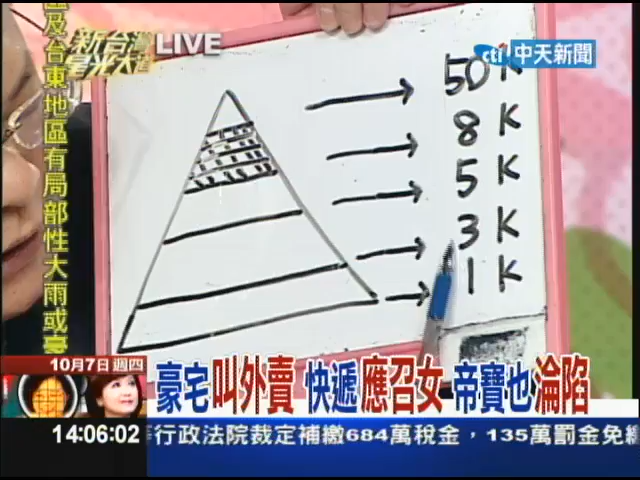 新台灣
星光大道
LIVE
cti 中天新聞
50K
8K
5K
3K
1K
及台東地區有局部性大雨或豪
10月7日 週四
豪宅叫外賣 快遞應召女 帝寶也淪陷
14:06:02
行政法院裁定補繳684萬稅金，135萬罰金免繳